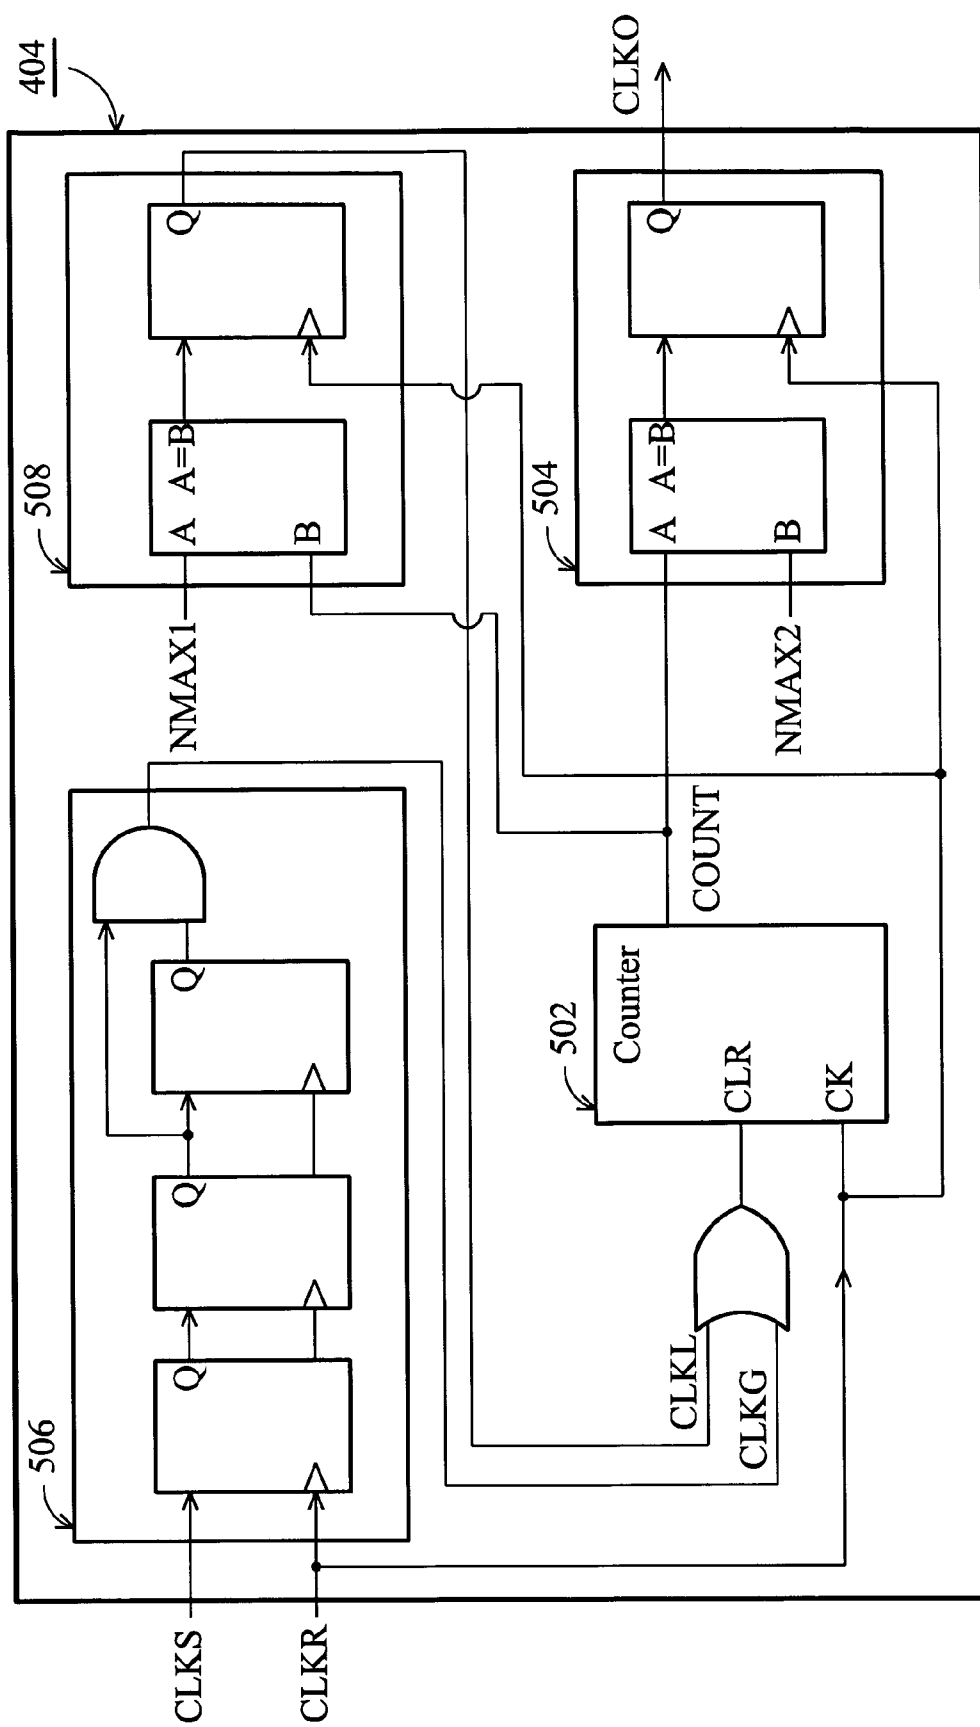 404
506
CLKS
CLKR
Q
Q
Q
508
NMAX1
A
A=B
B
Q
502
Counter
CLR
CK
CLKL
CLKG
COUNT
504
A
A=B
B
NMAX2
Q
CLKO